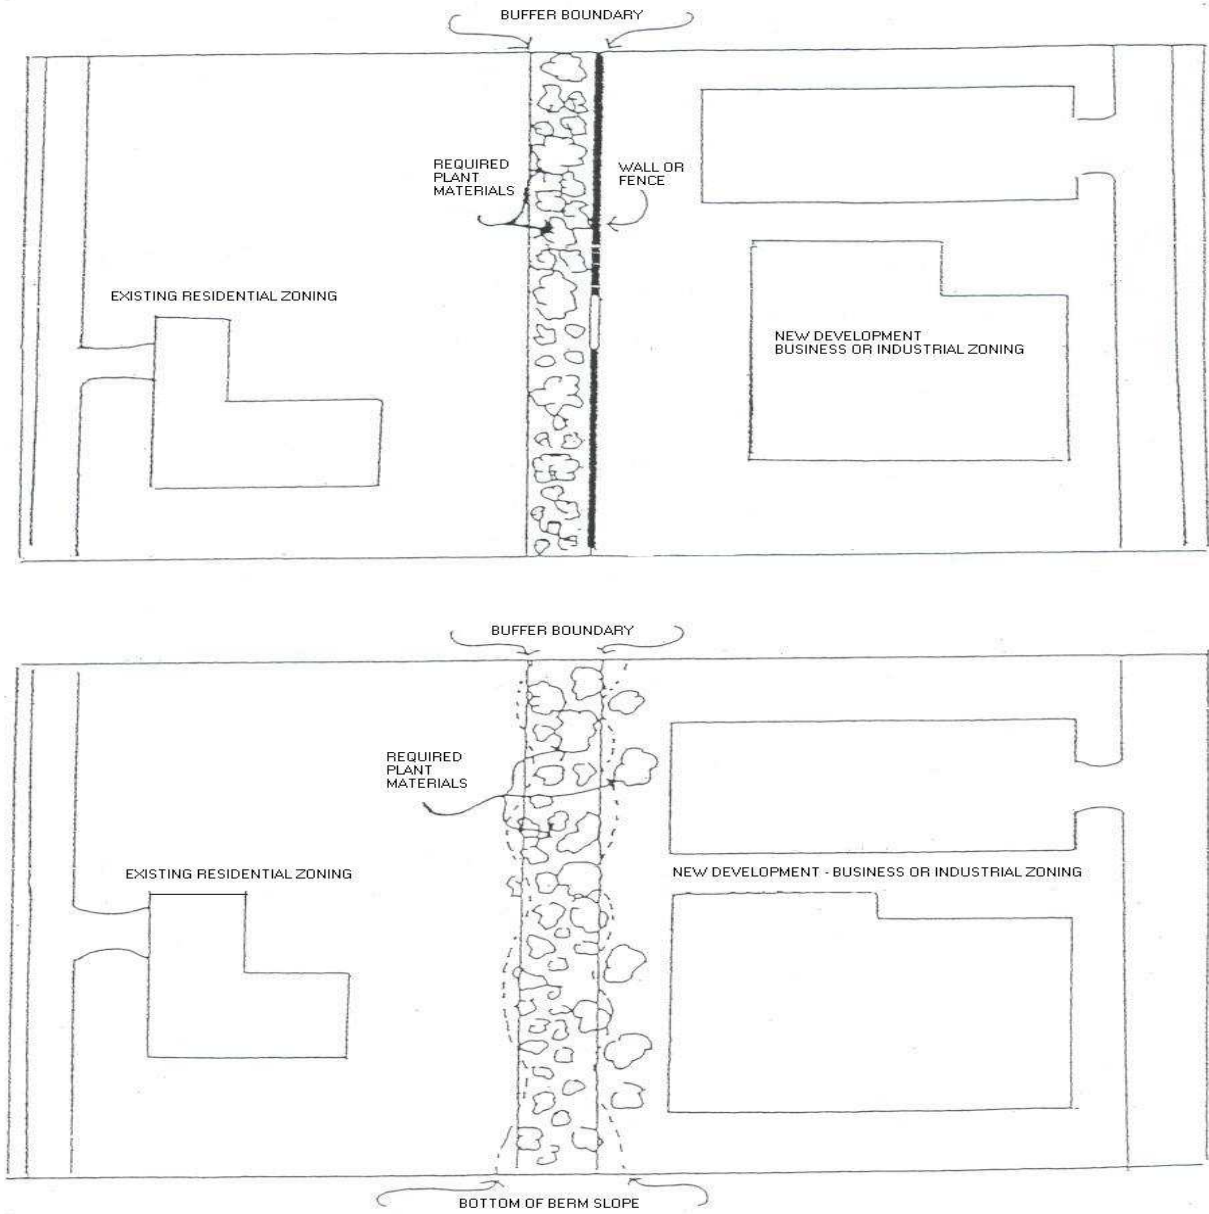 BUFFER BOUNDARY
REQUIRED
PLANT
MATERIALS
WALL OR
FENCE
EXISTING RESIDENTIAL ZONING
NEW DEVELOPMENT
BUSINESS OR INDUSTRIAL ZONING
BUFFER BOUNDARY
REQUIRED
PLANT
MATERIALS
EXISTING RESIDENTIAL ZONING
NEW DEVELOPMENT - BUSINESS OR INDUSTRIAL ZONING
BOTTOM OF BERM SLOPE